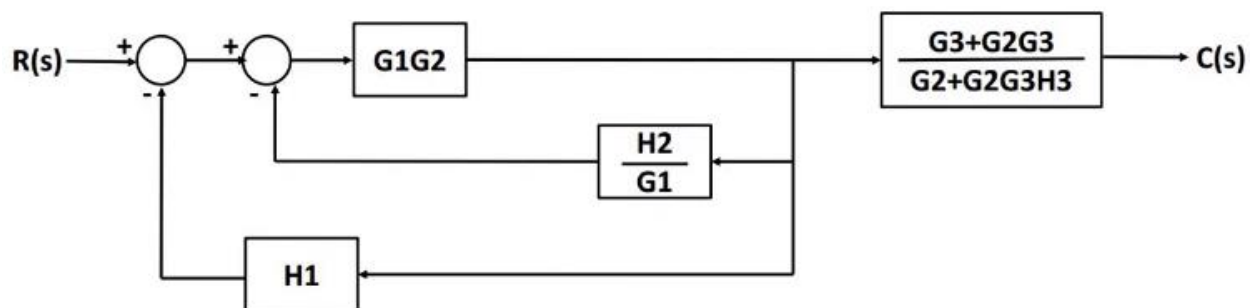 R(s)
+
-
+
-
G1G2
G3+G2G3
G2+G2G3H3
C(s)
H2
G1
H1